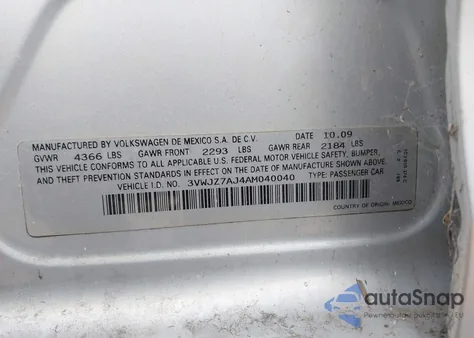 MANUFACTURED BY VOLKSWAGEN DE MEXICO S.A. DE C.V. DATE 10.09
GVWR 4366 LBS GAWR FRONT 2293 LBS GAWR REAR 2184 LBS
THIS VEHICLE CONFORMS TO ALL APPLICABLE U.S. FEDERAL MOTOR VEHICLE SAFETY, BUMPER,
AND THEFT PREVENTION STANDARDS IN EFFECT ON THE DATE OF MANUFACTURE SHOWN ABOVE.
VEHICLE I.D. NO. 3VWJZ7AJ4AM040040 TYPE: PASSENGER CAR
COUNTRY OF ORIGIN: MEXICO
autoSnap